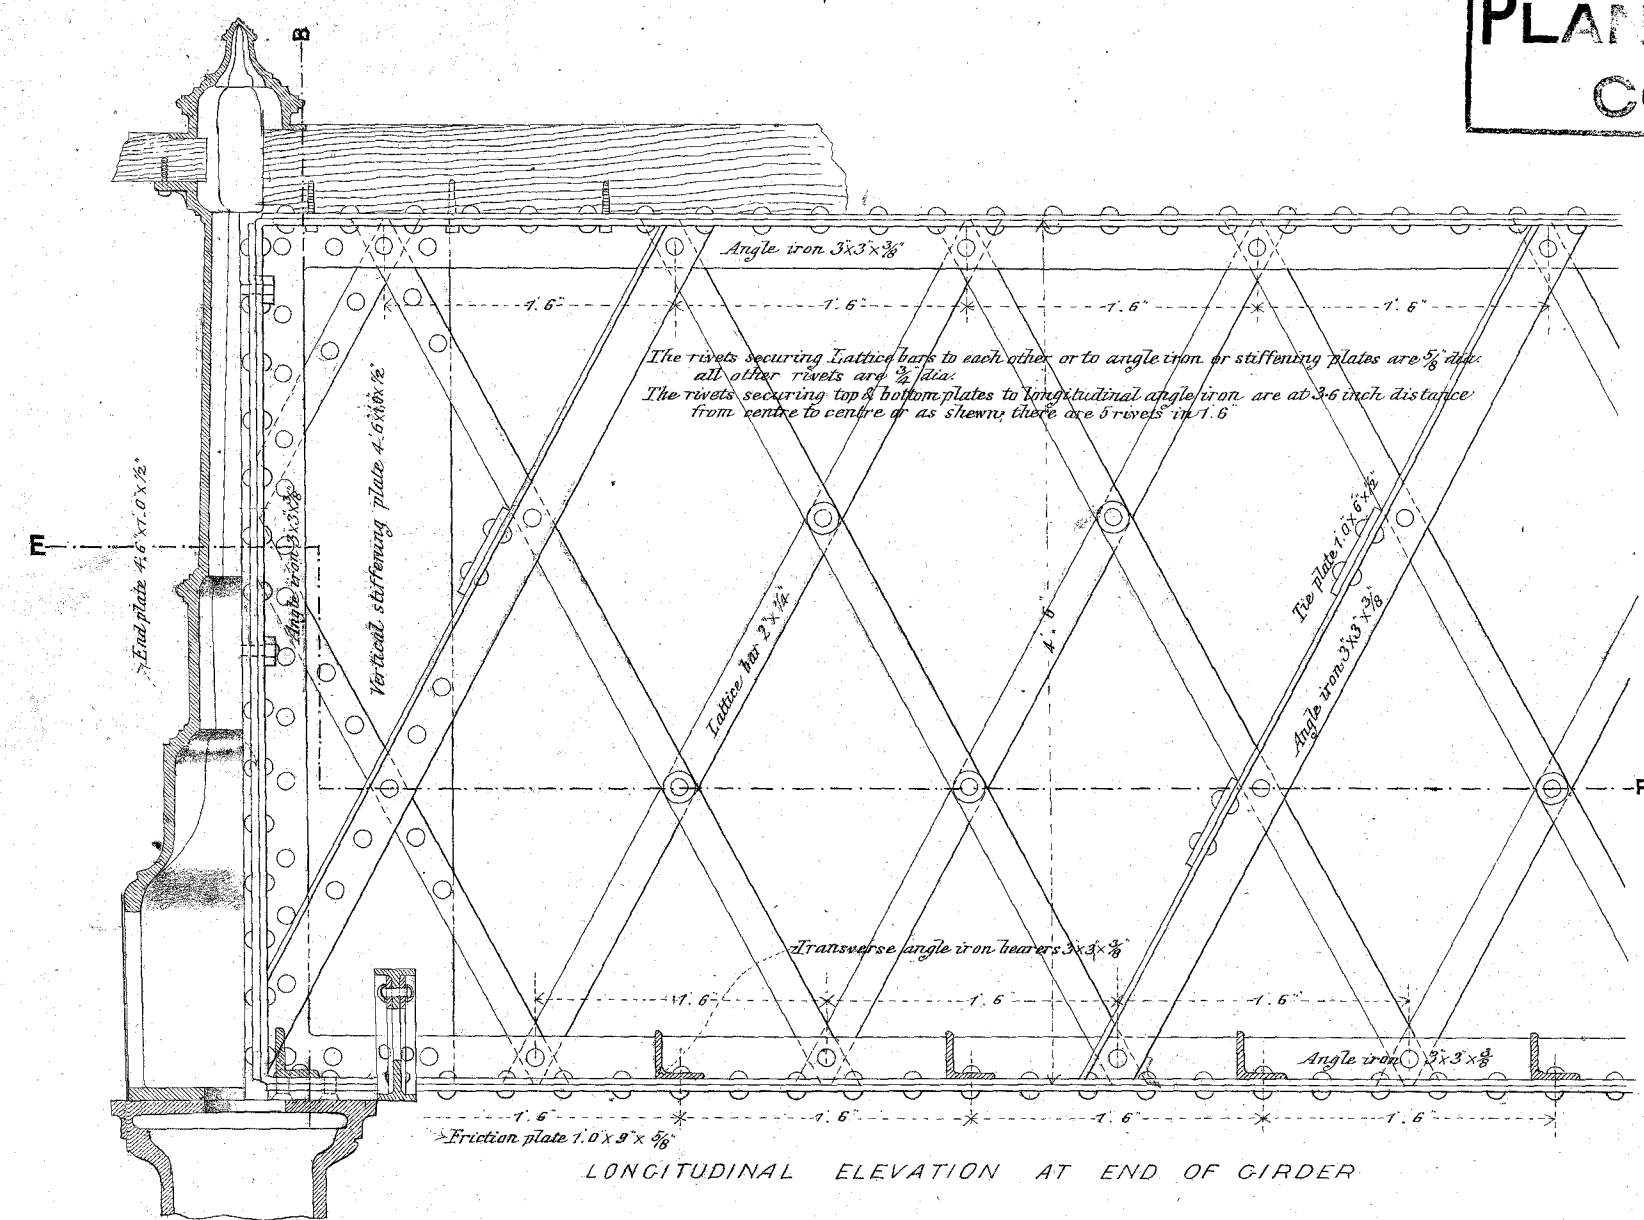 B
PLAN
Angle iron 3"x3"x3/8"
1'.6"
1'.6"
1'.6"
1'.6"
The rivets securing Lattice bars to each other or to angle iron or stiffening plates are 5/8" dia.
all other rivets are 3/4" dia.
The rivets securing top & bottom plates to longitudinal angle iron are at 3·6 inch distance
from centre to centre or as shewn; there are 5 rivets in 1'.6"
End plate 4'.6"x1'.0"x1/2"
E
Angle iron 3"x3"x3/8"
Vertical stiffening plate 4'.6"x1'.6"x1/2"
Lattice bar 2"x1/4"
4'.6"
Tie plate 1'.0"x6"x1/2"
Angle iron 3"x3"x3/8"
F
Transverse angle iron bearers 3"x3"x3/8"
1'.6"
1'.6"
1'.6"
Angle iron 3"x3"x3/8"
1'.6"
1'.6"
1'.6"
1'.6"
Friction plate 1'.0"x9"x5/8"
LONGITUDINAL ELEVATION AT END OF GIRDER